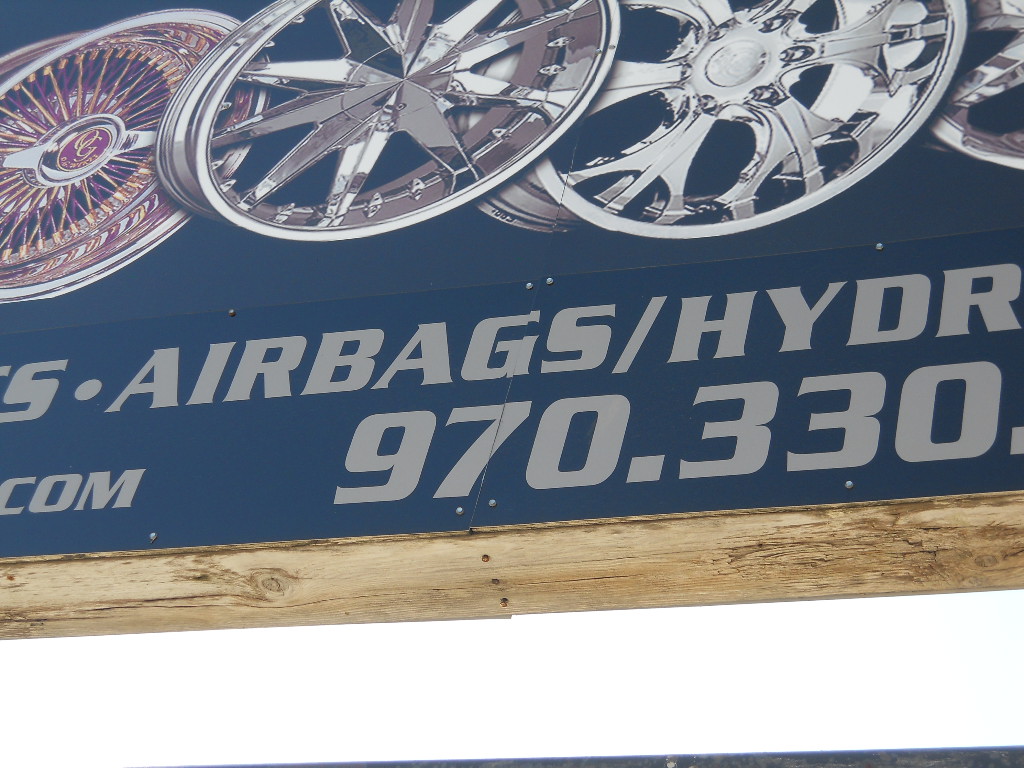 S • AIRBAGS/HYDR
970.330.
.COM